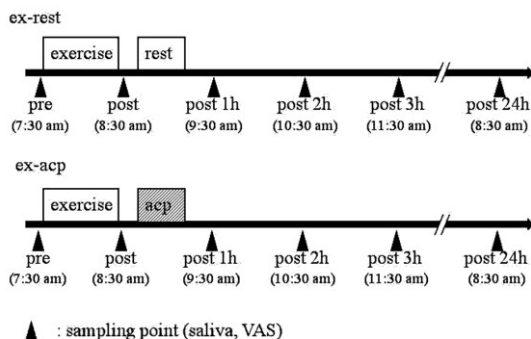 ex-rest
exercise rest
pre post post 1h post 2h post 3h post 24h
(7:30 am) (8:30 am) (9:30 am) (10:30 am) (11:30 am) (8:30 am)
ex-acp
exercise acp
pre post post 1h post 2h post 3h post 24h
(7:30 am) (8:30 am) (9:30 am) (10:30 am) (11:30 am) (8:30 am)
: sampling point (saliva, VAS)